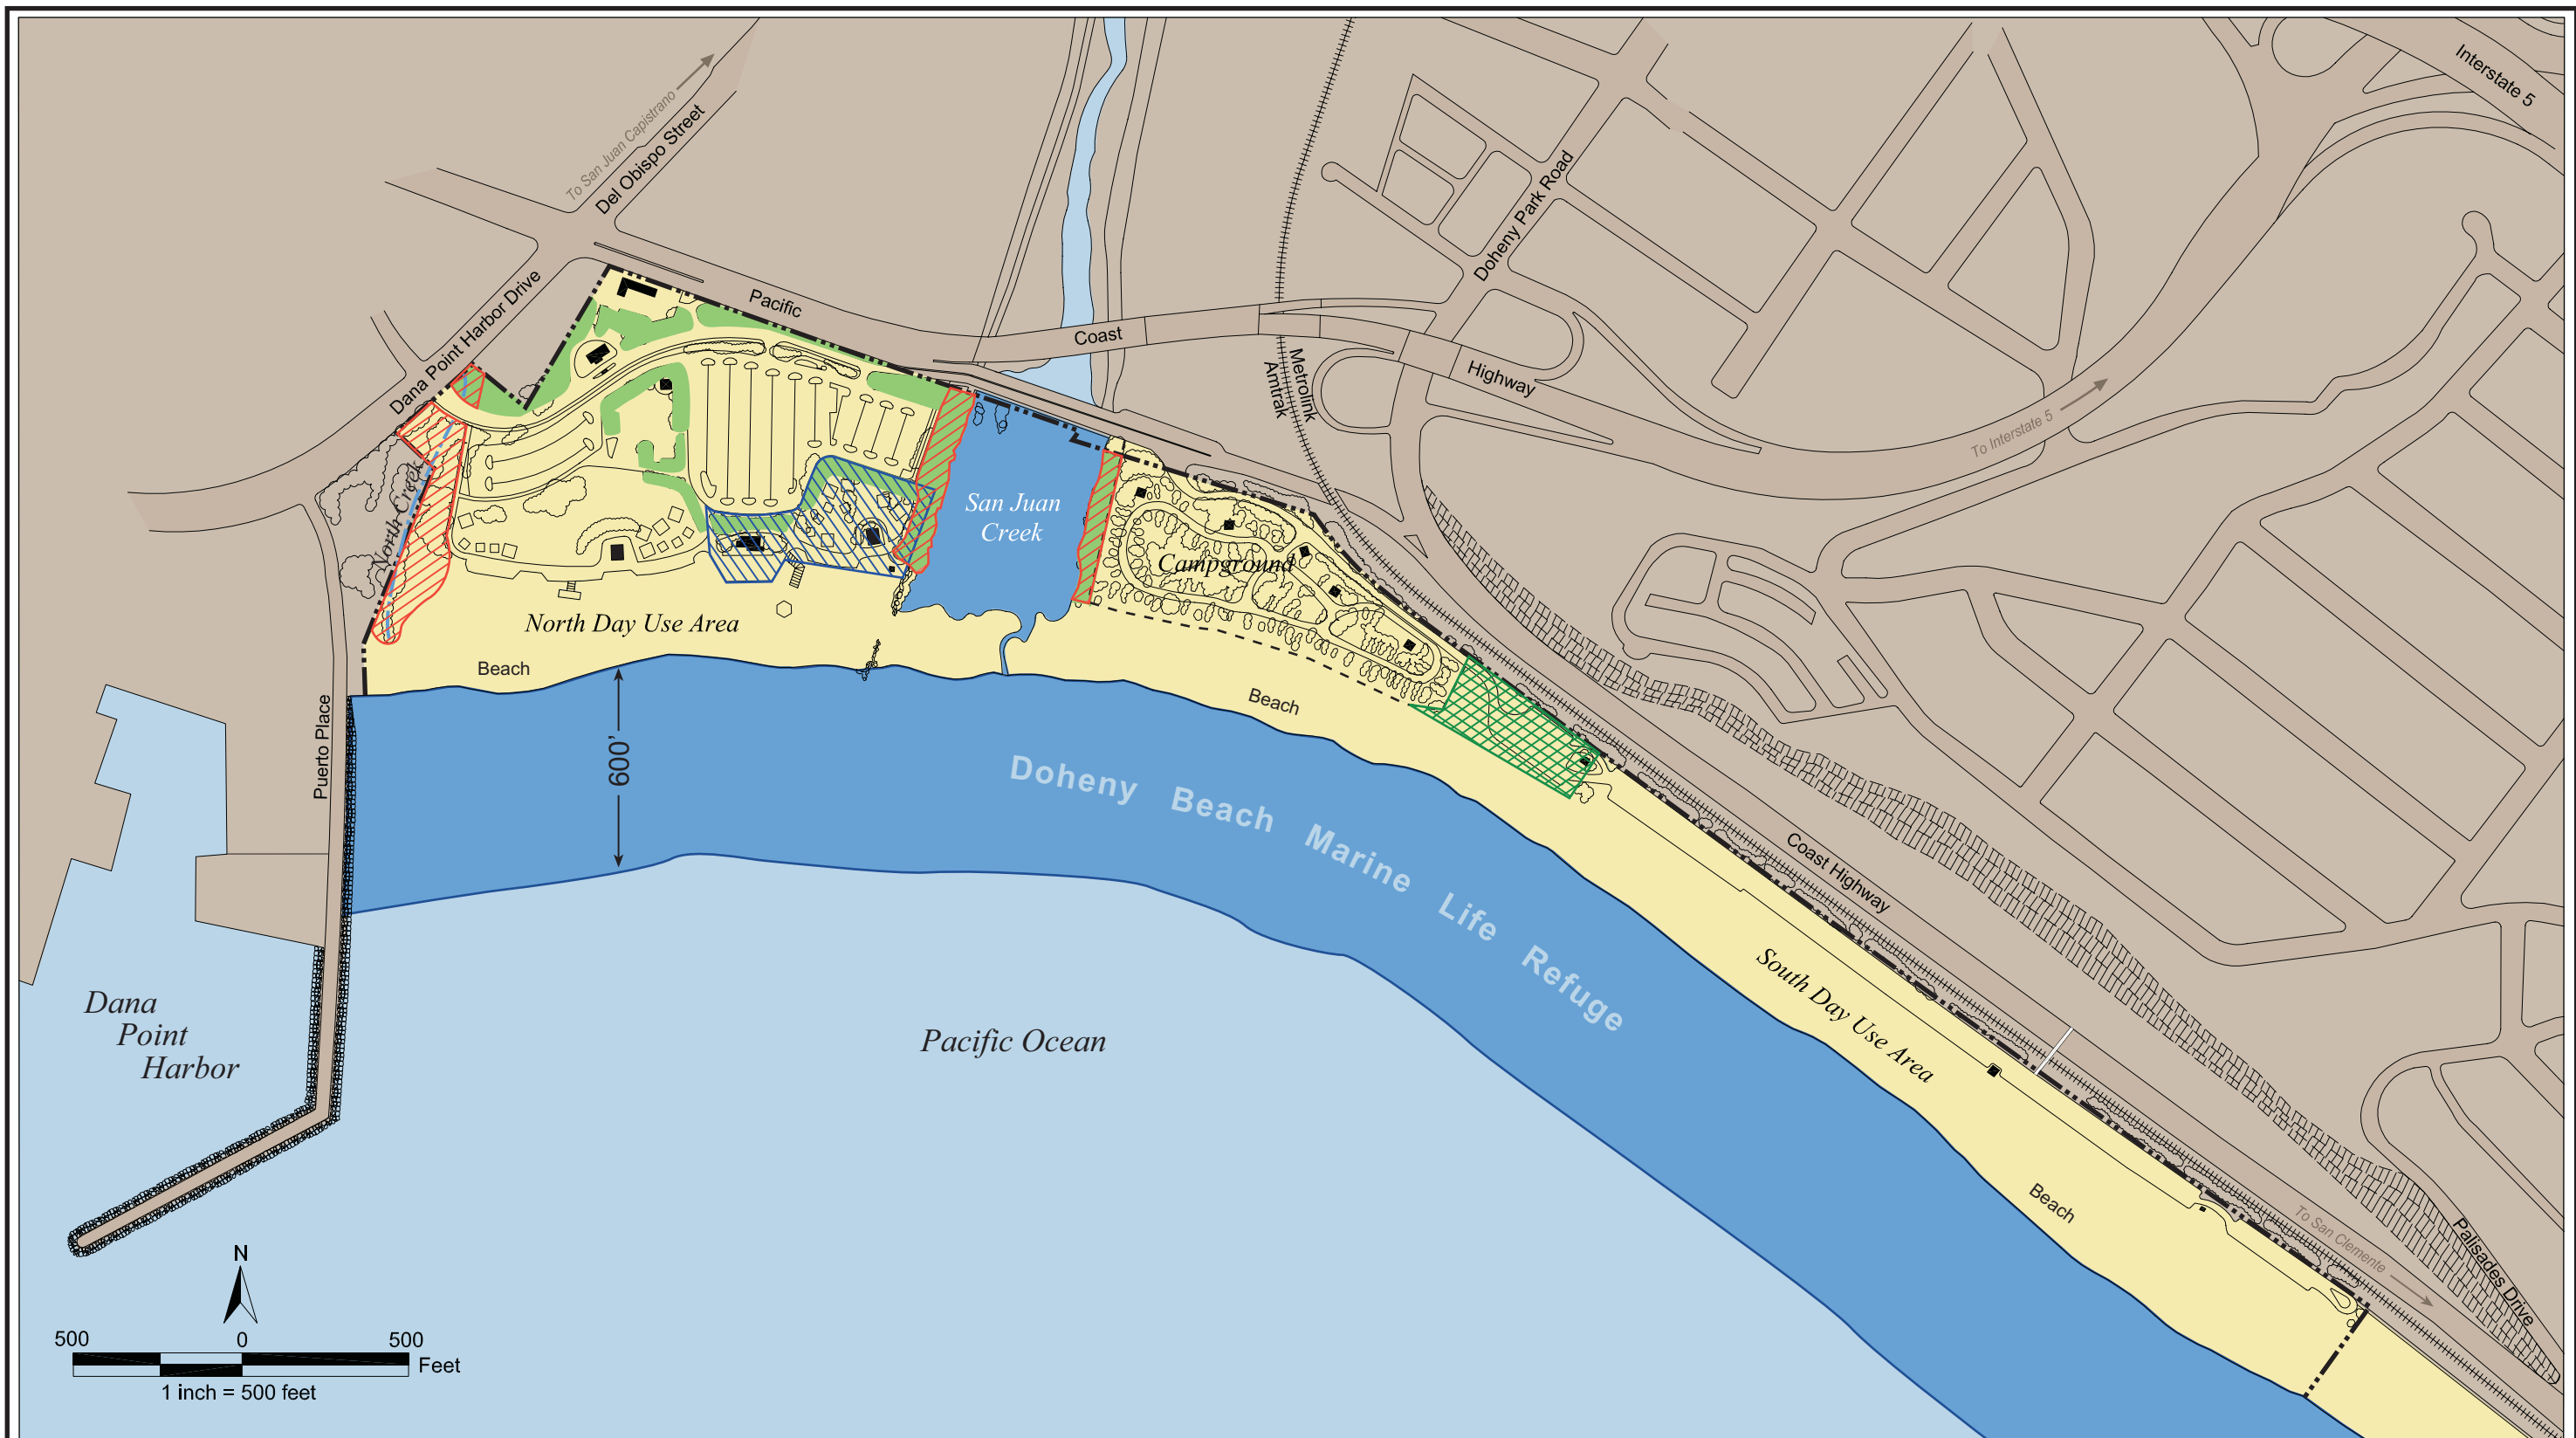 Interstate 5
To San Juan Capistrano
Del Obispo Street
Doheny Park Road
Dana Point Harbor Drive
Pacific
Coast
Highway
Metrolink
Amtrak
To Interstate 5
North Creek
San Juan
Creek
Campground
North Day Use Area
Beach
Beach
Puerto Place
600'
Doheny Beach Marine Life Refuge
Coast Highway
South Day Use Area
Dana
Point
Harbor
Pacific Ocean
Beach
To San Clemente
Palisades Drive
N
500 0 500
Feet
1 inch = 500 feet